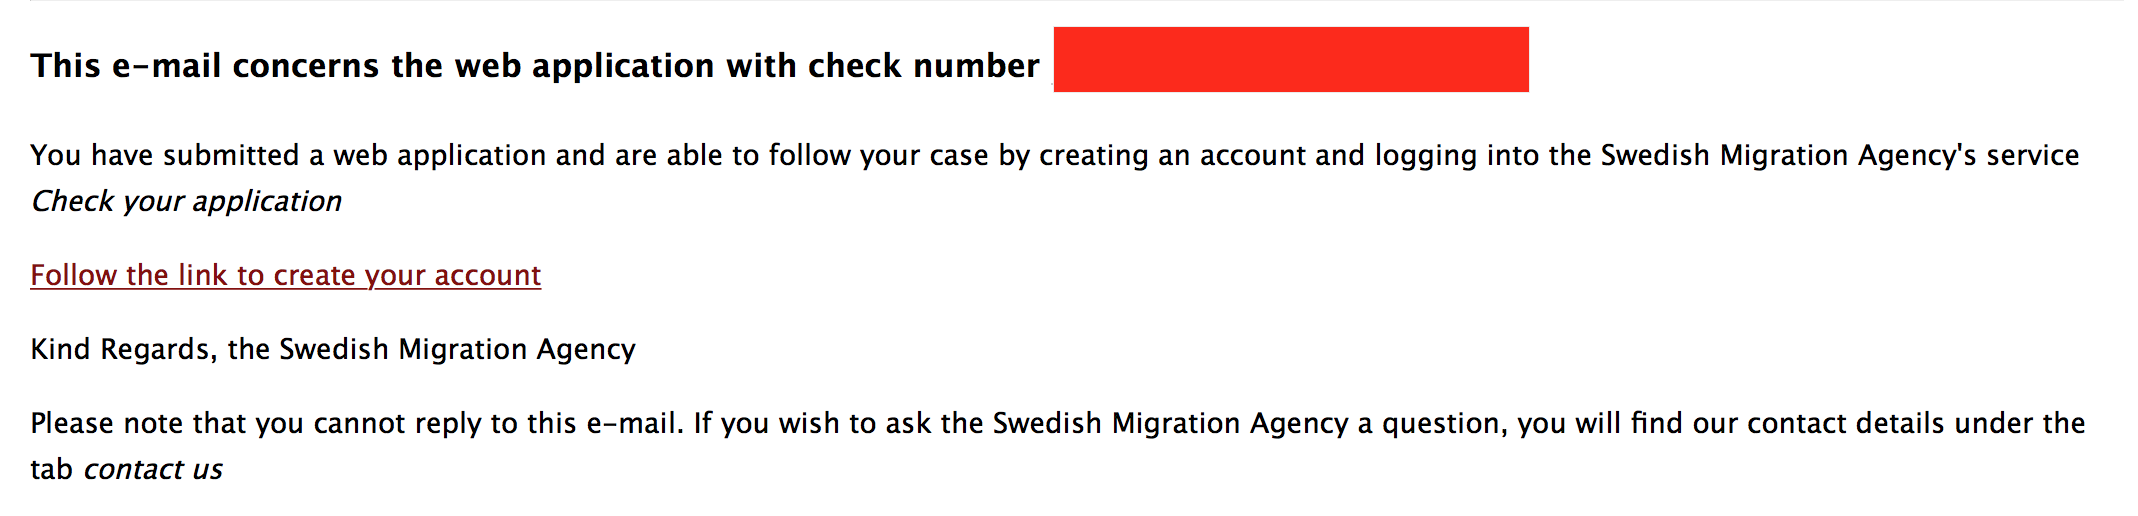 This e-mail concerns the web application with check number
You have submitted a web application and are able to follow your case by creating an account and logging into the Swedish Migration Agency's service
Check your application
Follow the link to create your account
Kind Regards, the Swedish Migration Agency
Please note that you cannot reply to this e-mail. If you wish to ask the Swedish Migration Agency a question, you will find our contact details under the
tab contact us